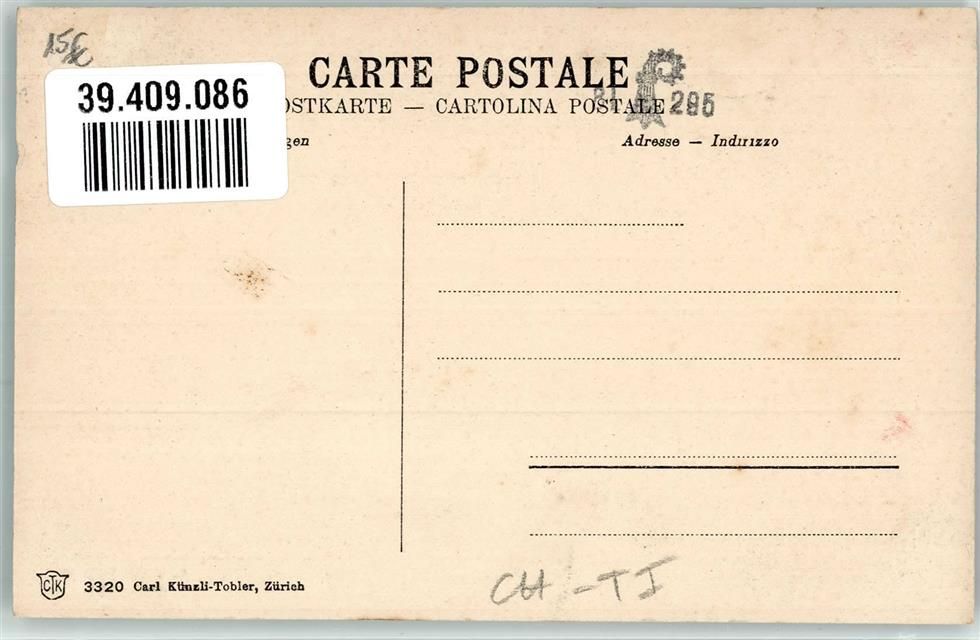 15€
39.409.086
CARTE POSTALE
OSTKARTE — CARTOLINA POSTALE
295
gen
Adresse — Indirizzo
CTK
3320 Carl Künzli-Tobler, Zürich
CH - TI